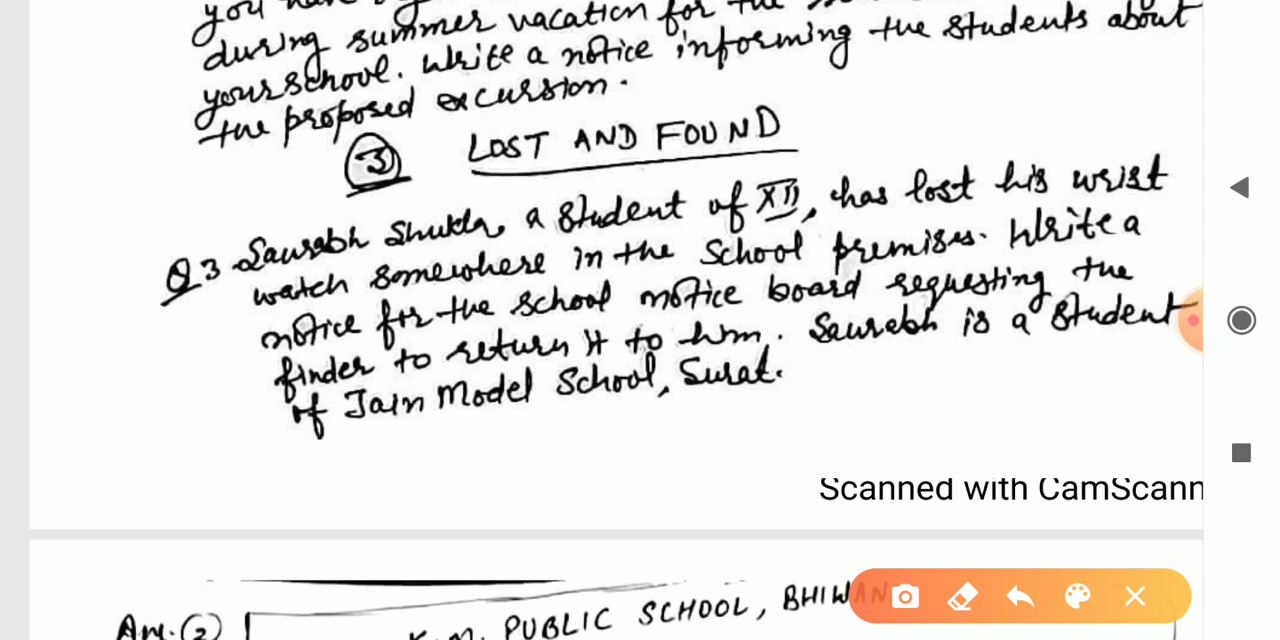 you have
during summer vacation for the
your school. Write a notice informing the students about
the proposed excursion.
3 LOST AND FOUND
Q3 Saurabh Shukla, a student of XII, has lost his wrist
watch somewhere in the School premises. Write a
notice for the school notice board requesting the
finder to return it to him. Saurabh is a student
of Jain Model School, Surat.
Scanned with CamScann
Ans.(2)
K.M. PUBLIC SCHOOL, BHIWAN